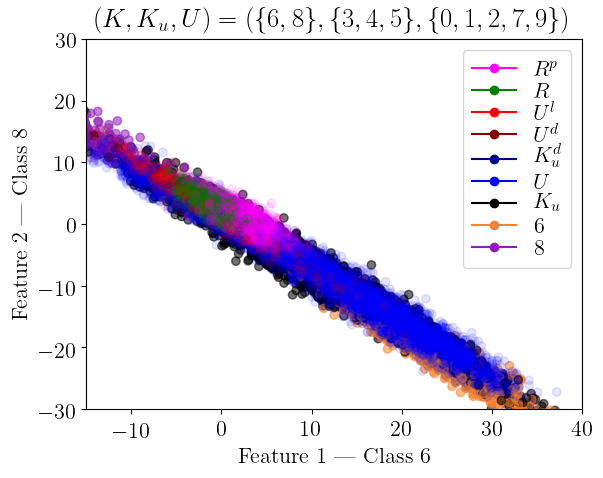 (K, K_u, U) = ({6, 8}, {3, 4, 5}, {0, 1, 2, 7, 9})
30
20
10
0
−10
−20
−30
Feature 2 — Class 8
R^p
R
U^l
U^d
K_u^d
U
K_u
6
8
−10
0
10
20
30
40
Feature 1 — Class 6